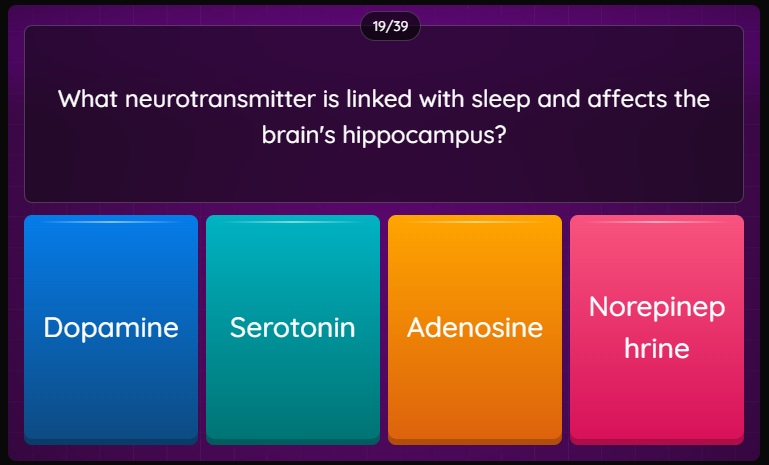 19/39
What neurotransmitter is linked with sleep and affects the
brain's hippocampus?
Dopamine
Serotonin
Adenosine
Norepinep
hrine